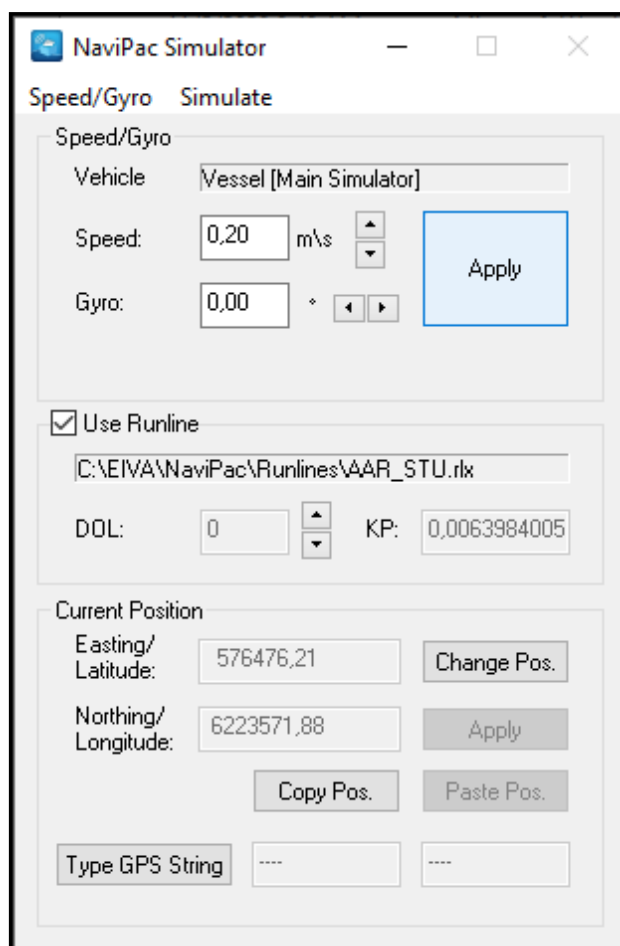 NaviPac Simulator
Speed/Gyro Simulate
Speed/Gyro
Vehicle Vessel [Main Simulator]
Speed: 0,20 m\s
Apply
Gyro: 0,00 °
Use Runline
C:\EIVA\NaviPac\Runlines\AAR_STU.rlx
DOL: 0 KP: 0,0063984005
Current Position
Easting/
Latitude: 576476,21 Change Pos.
Northing/
Longitude: 6223571,88 Apply
Copy Pos. Paste Pos.
Type GPS String ---- ----